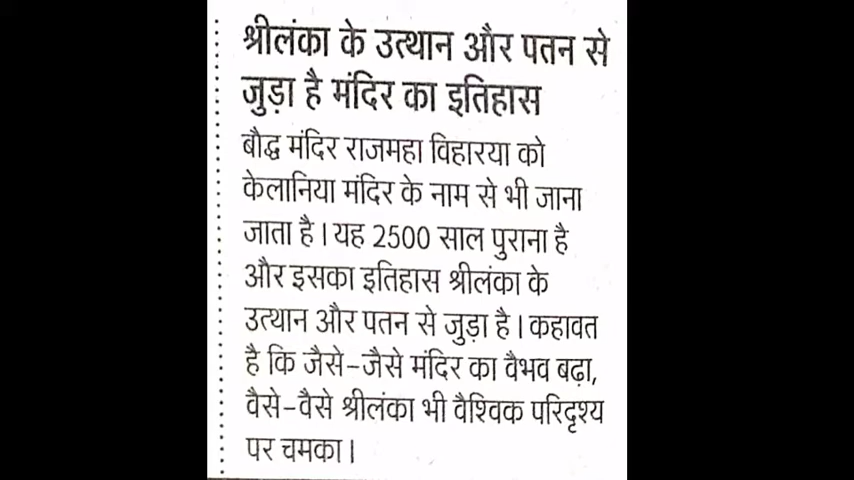 श्रीलंका के उत्थान और पतन से
जुड़ा है मंदिर का इतिहास
बौद्ध मंदिर राजमहा विहारया को
केलानिया मंदिर के नाम से भी जाना
जाता है। यह 2500 साल पुराना है
और इसका इतिहास श्रीलंका के
उत्थान और पतन से जुड़ा है। कहावत
है कि जैसे-जैसे मंदिर का वैभव बढ़ा,
वैसे-वैसे श्रीलंका भी वैश्विक परिदृश्य
पर चमका।